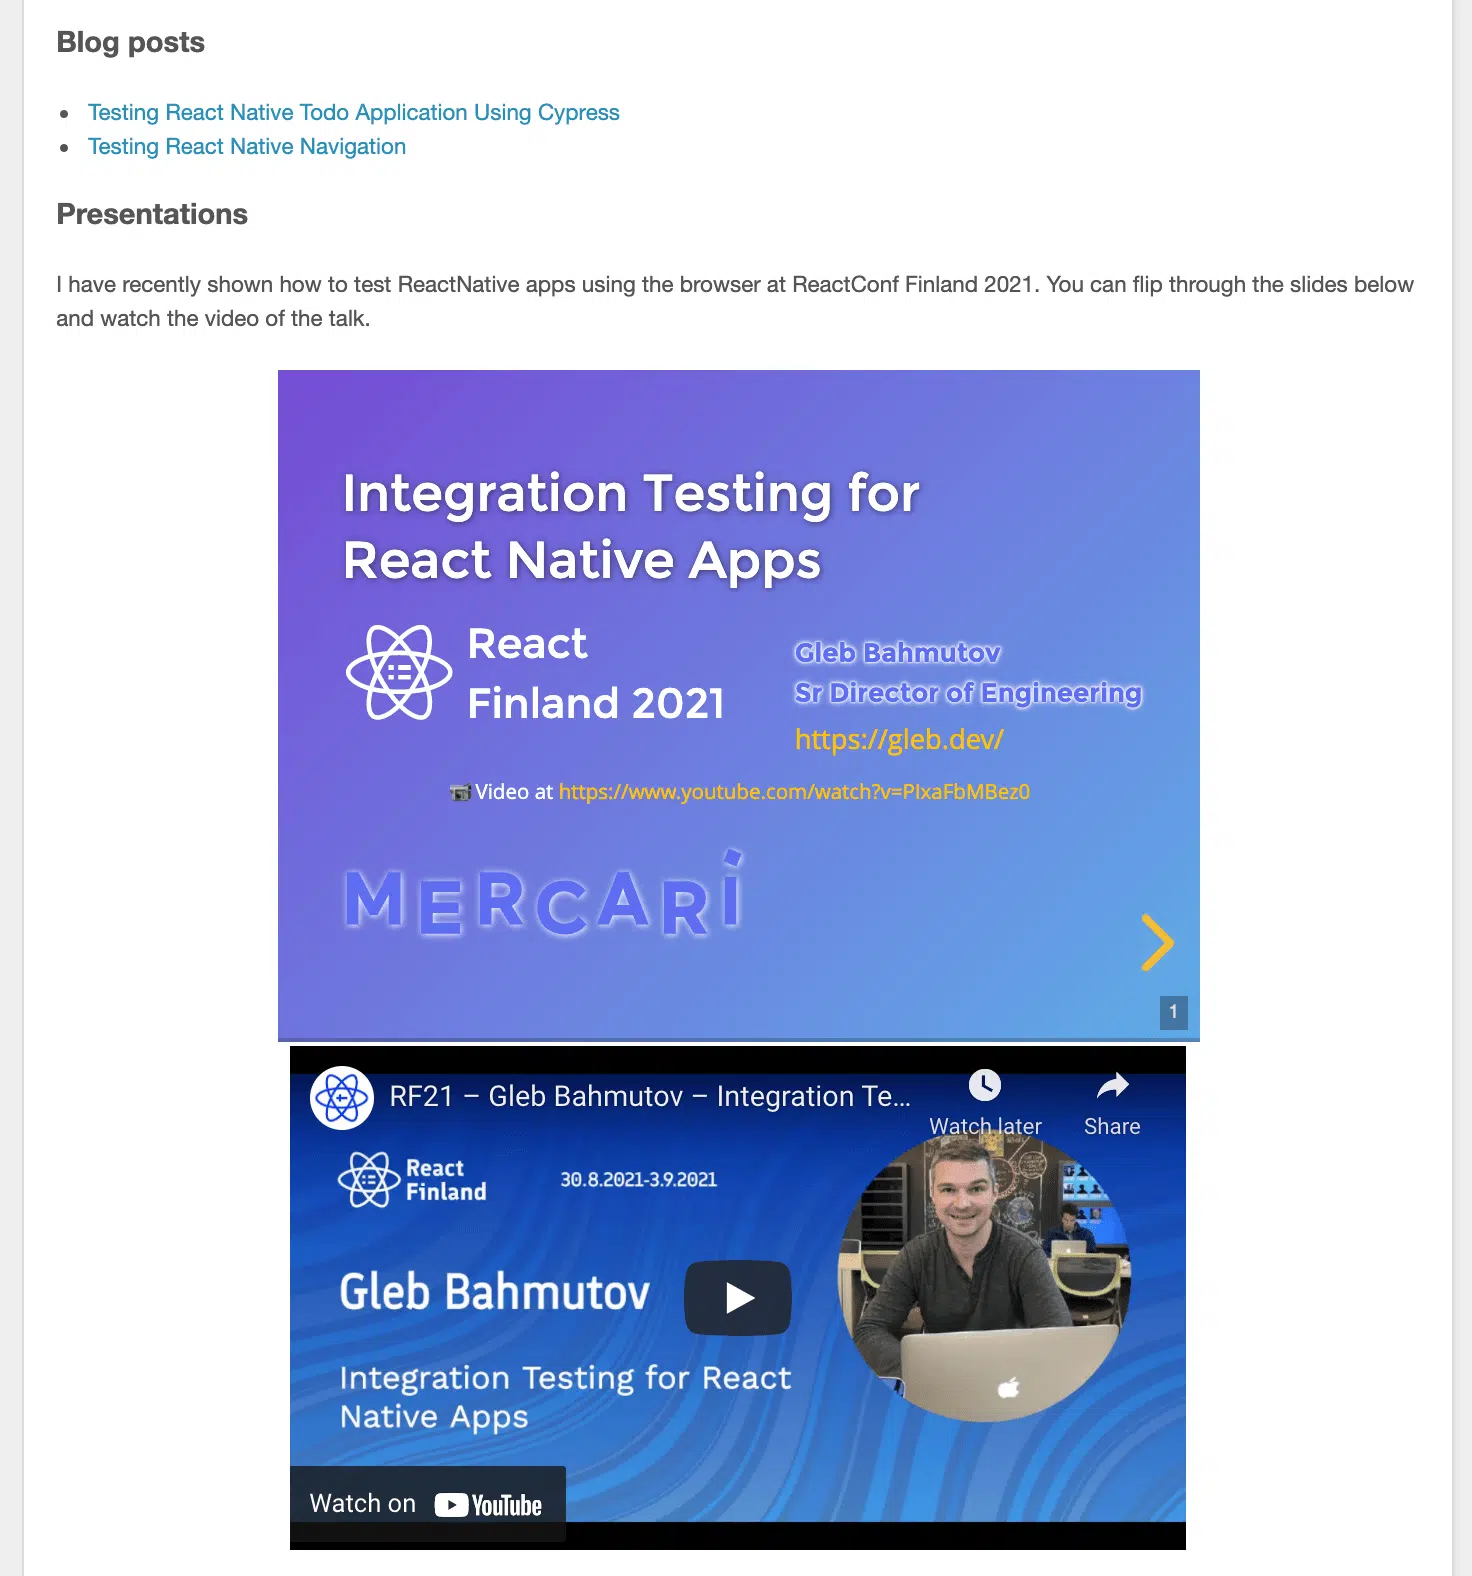 Blog posts
Testing React Native Todo Application Using Cypress
Testing React Native Navigation
Presentations
I have recently shown how to test ReactNative apps using the browser at ReactConf Finland 2021. You can flip through the slides below
and watch the video of the talk.
Integration Testing for
React Native Apps
React
Finland 2021
Gleb Bahmutov
Sr Director of Engineering
https://gleb.dev/
Video at https://www.youtube.com/watch?v=PlxaFbMBez0
MERCARI
1
RF21 – Gleb Bahmutov – Integration Te...
Watch later
Share
React
Finland
30.8.2021-3.9.2021
Gleb Bahmutov
Integration Testing for React
Native Apps
Watch on YouTube